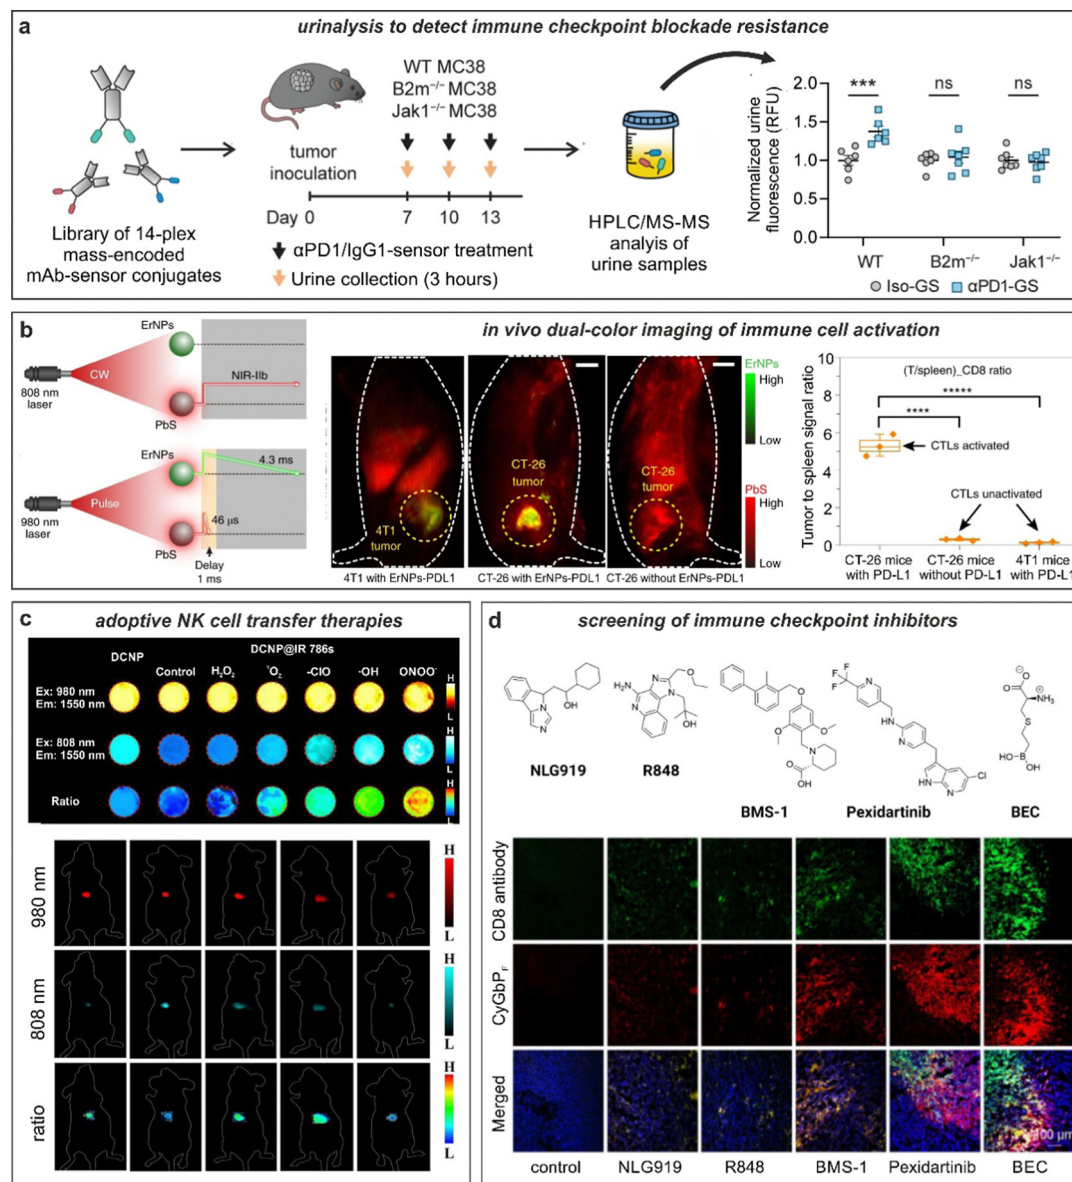 a
urinalysis to detect immune checkpoint blockade resistance
Library of 14-plex
mass-encoded
mAb-sensor conjugates
WT MC38
B2m⁻/⁻ MC38
Jak1⁻/⁻ MC38
tumor
inoculation
Day 0 7 10 13
αPD1/IgG1-sensor treatment
Urine collection (3 hours)
HPLC/MS-MS
analyis of
urine samples
Normalized urine
fluorescence (RFU)
2.0
1.5
1.0
0.5
0.0
*** ns ns
WT B2m⁻/⁻ Jak1⁻/⁻
Iso-GS αPD1-GS
b
in vivo dual-color imaging of immune cell activation
ErNPs
CW
808 nm
laser
NIR-IIb
PbS
ErNPs
4.3 ms
Pulse
980 nm
laser
46 µs
PbS
Delay
1 ms
4T1
tumor
4T1 with ErNPs-PDL1
CT-26
tumor
CT-26 with ErNPs-PDL1
CT-26
tumor
CT-26 without ErNPs-PDL1
ErNPs
High
Low
PbS
High
Low
Tumor to spleen signal ratio
10
8
6
4
2
0
(T/spleen)_CD8 ratio
*****
****
CTLs activated
CTLs unactivated
CT-26 mice
with PD-L1
CT-26 mice
without PD-L1
4T1 mice
with PD-L1
c
adoptive NK cell transfer therapies
DCNP
DCNP@IR 786s
Control H₂O₂ ¹O₂ -ClO ·OH ONOO⁻
Ex: 980 nm
Em: 1550 nm
H
L
Ex: 808 nm
Em: 1550 nm
H
L
Ratio
H
L
980 nm
H
L
808 nm
H
L
ratio
H
L
d
screening of immune checkpoint inhibitors
NLG919
R848
BMS-1
Pexidartinib
BEC
CD8 antibody
CyGbP_F
Merged
100 µm
control NLG919 R848 BMS-1 Pexidartinib BEC